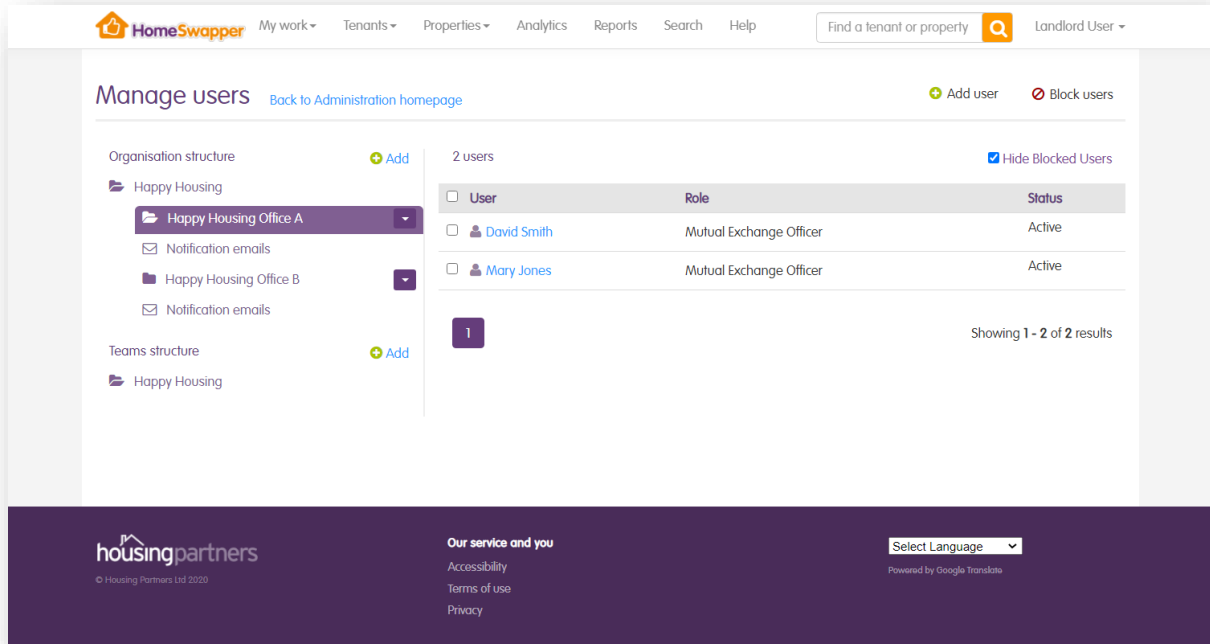 HomeSwapper My work Tenants Properties Analytics Reports Search Help Find a tenant or property Landlord User
Manage users Back to Administration homepage Add user Block users
Organisation structure Add
Happy Housing
Happy Housing Office A
Notification emails
Happy Housing Office B
Notification emails
Teams structure Add
Happy Housing
2 users Hide Blocked Users
User Role Status
David Smith Mutual Exchange Officer Active
Mary Jones Mutual Exchange Officer Active
1 Showing 1 - 2 of 2 results
housingpartners
© Housing Partners Ltd 2020
Our service and you
Accessibility
Terms of use
Privacy
Select Language
Powered by Google Translate